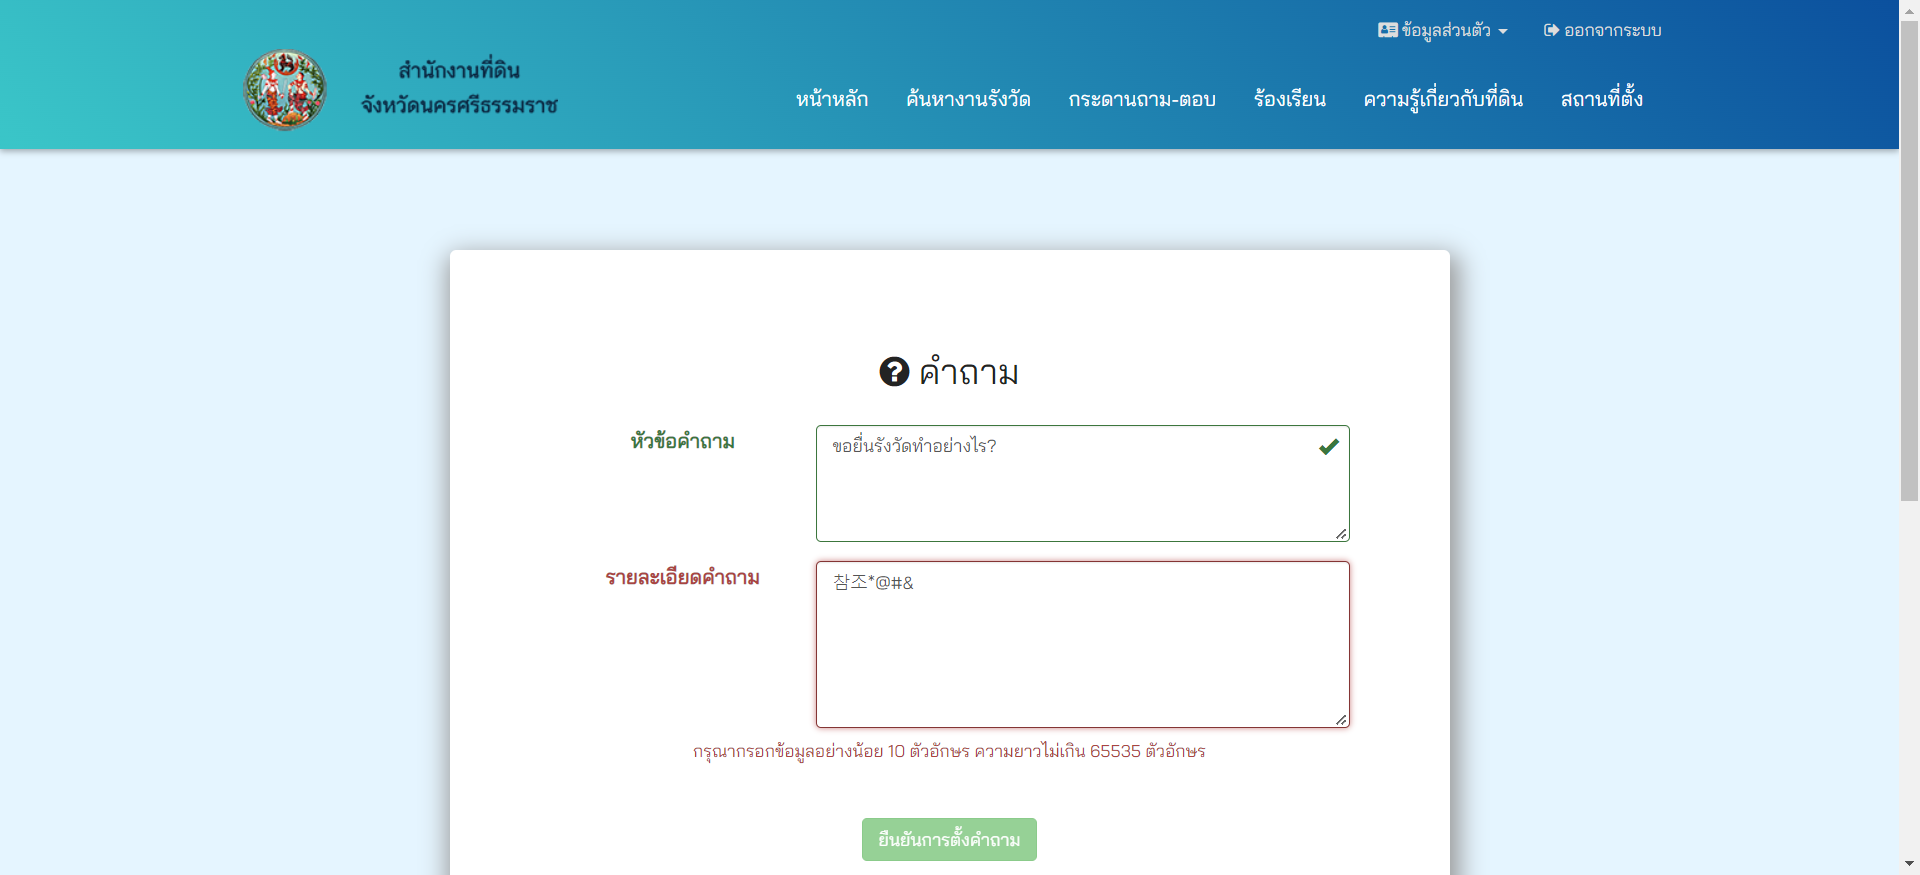 ข้อมูลส่วนตัว ออกจากระบบ
สำนักงานที่ดิน
จังหวัดนครศรีธรรมราช
หน้าหลัก ค้นหางานรังวัด กระดานถาม-ตอบ ร้องเรียน ความรู้เกี่ยวกับที่ดิน สถานที่ตั้ง
คำถาม
หัวข้อคำถาม ขอยื่นรังวัดทำอย่างไร?
รายละเอียดคำถาม 참조*@#&
กรุณากรอกข้อมูลอย่างน้อย 10 ตัวอักษร ความยาวไม่เกิน 65535 ตัวอักษร
ยืนยันการตั้งคำถาม